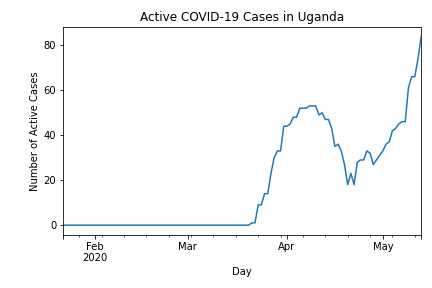 Active COVID-19 Cases in Uganda
Number of Active Cases
80
60
40
20
0
Feb
2020
Mar
Apr
May
Day